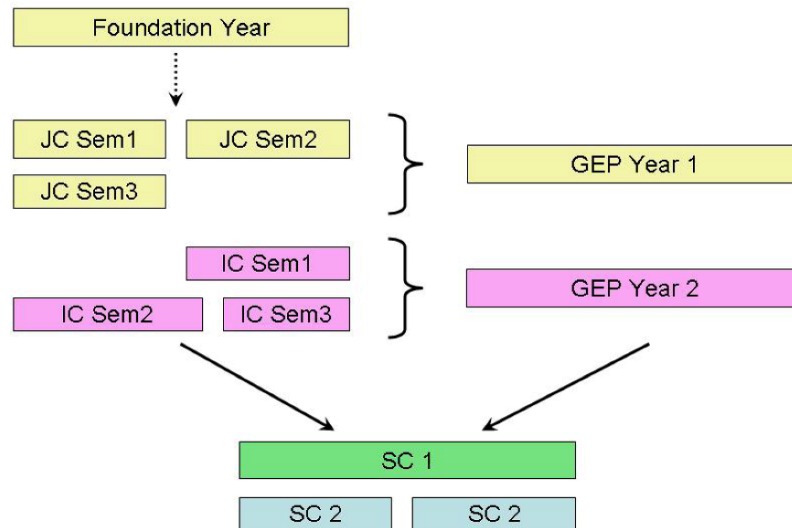 Foundation Year
JC Sem1
JC Sem2
JC Sem3
GEP Year 1
IC Sem1
IC Sem2
IC Sem3
GEP Year 2
SC 1
SC 2
SC 2